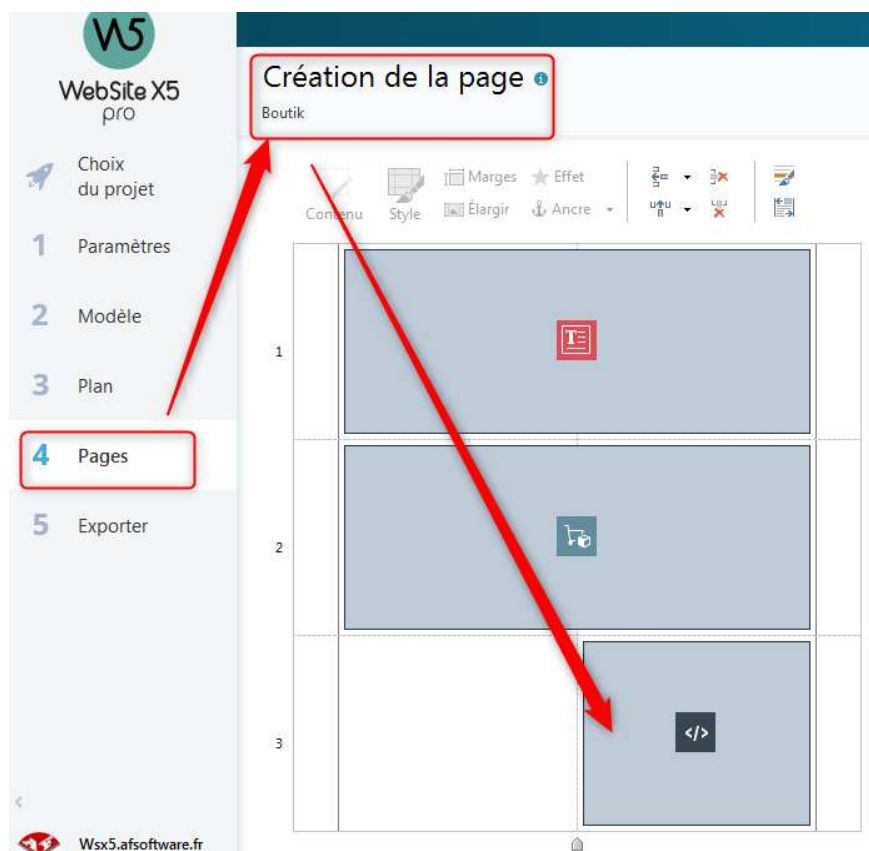 W5
WebSite X5
pro
Création de la page
Boutik
Choix
du projet
Contenu
Style
Marges
Effet
Élargir
Ancre
1 Paramètres
2 Modèle
3 Plan
4 Pages
5 Exporter
1
T
2
3
</>
Wsx5.afsoftware.fr